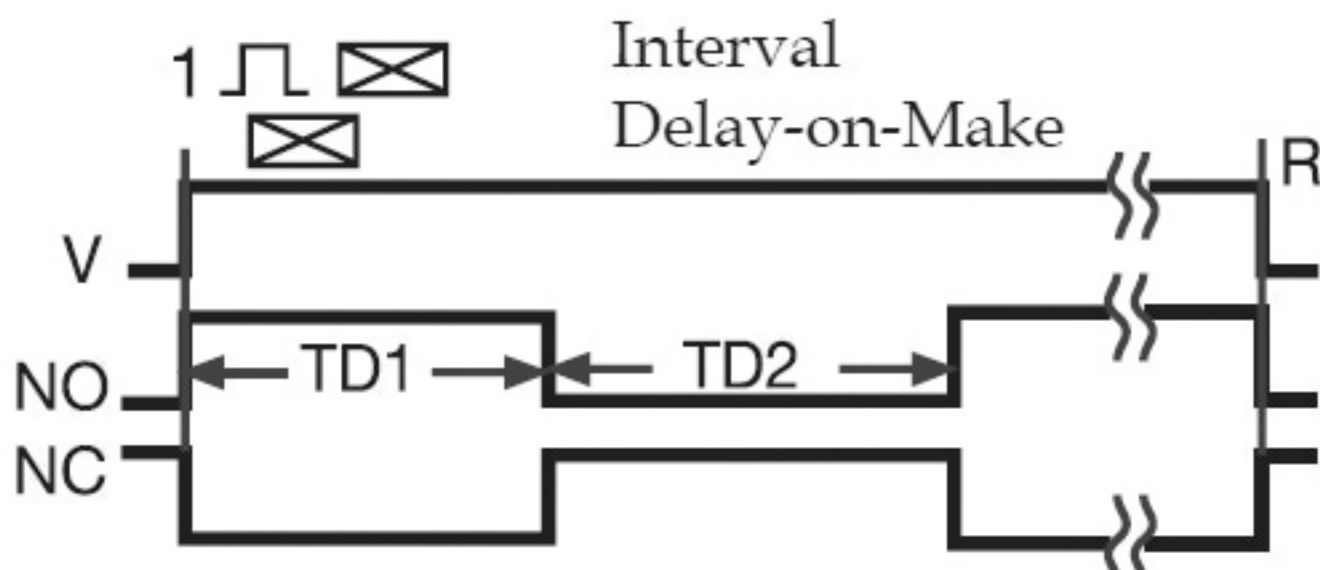 1 Interval
Delay-on-Make
R
V
TD1 TD2
NO
NC